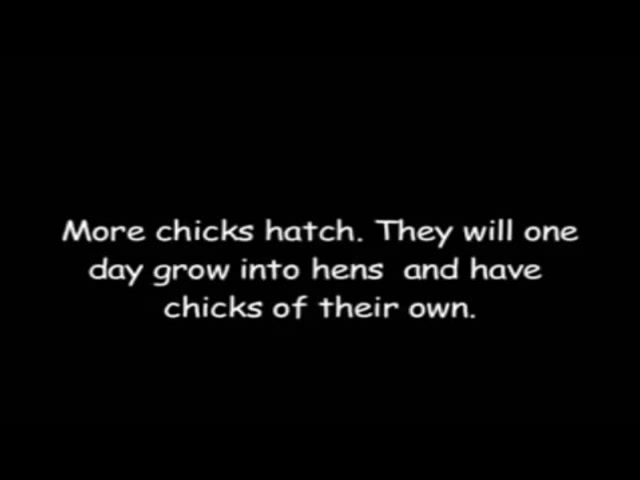 More chicks hatch. They will one
day grow into hens  and have
chicks of their own.